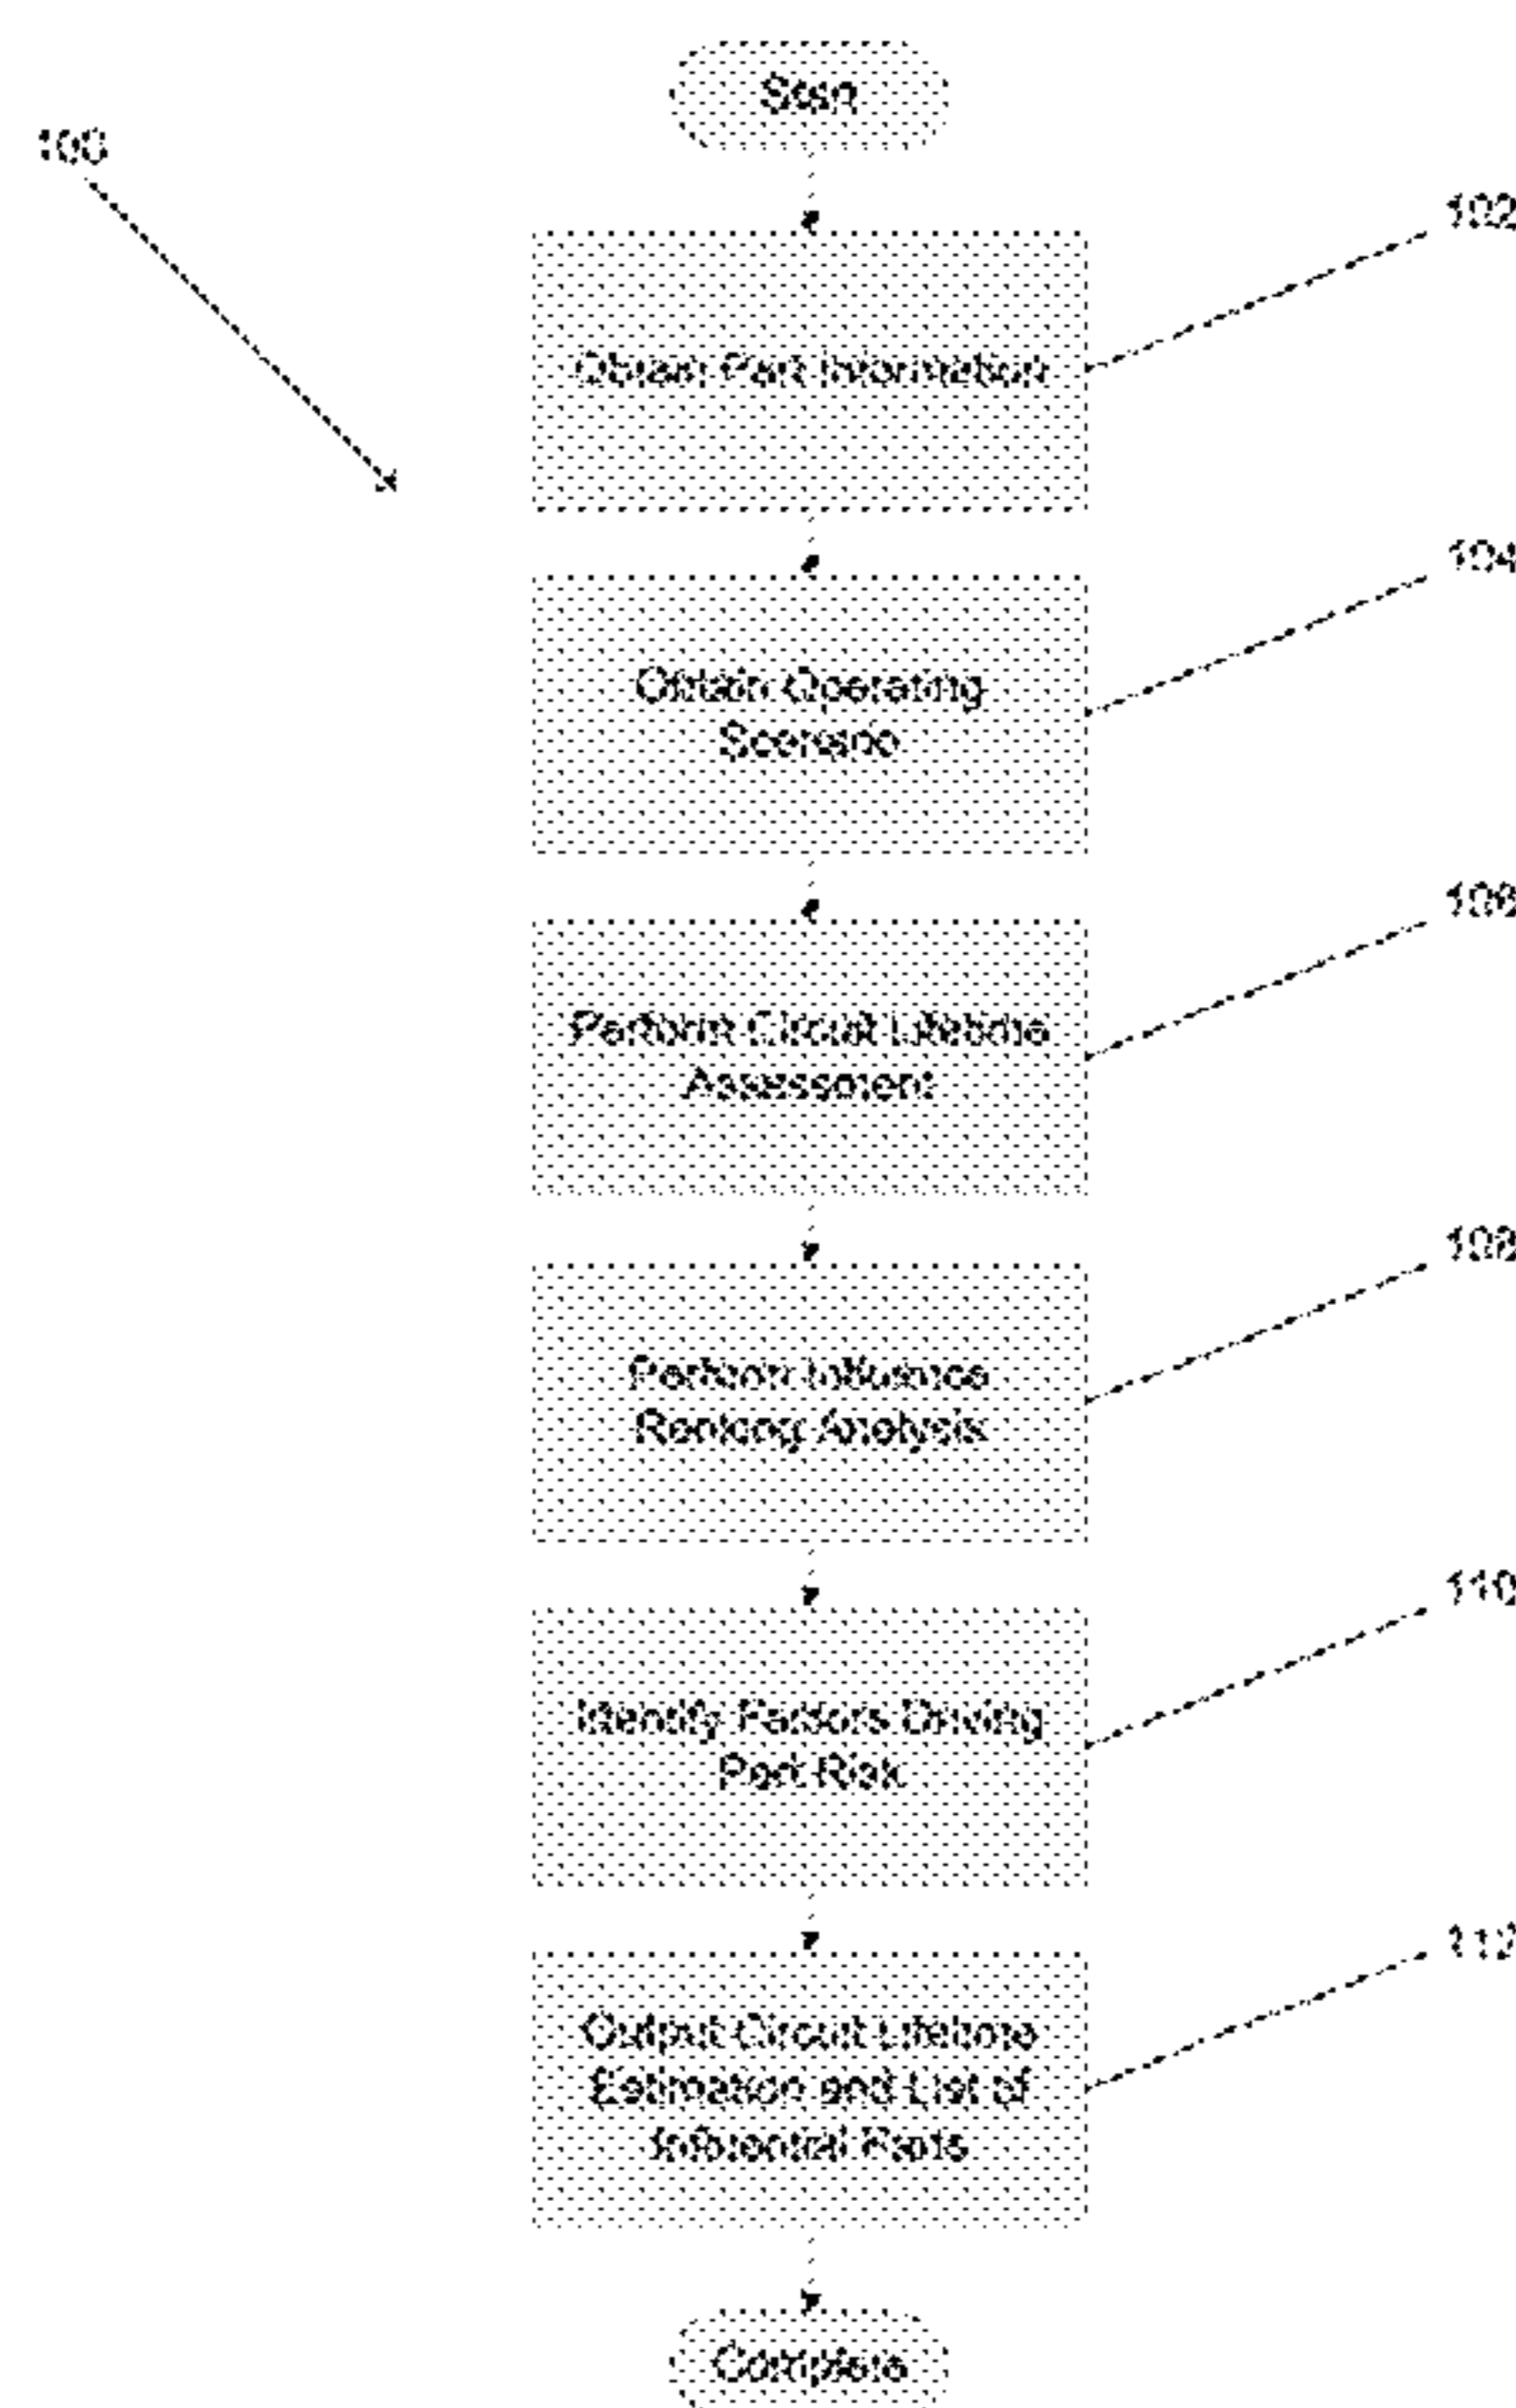 Start
100
102
Obtain Part Information
104
Obtain Operating
Scenario
106
Perform Circuit Lifetime
Assessment
108
Perform Influence
Ranking Analysis
110
Identify Factors Driving
Part Risk
112
Output Circuit Lifetime
Estimation and List of
Influential Parts
Complete